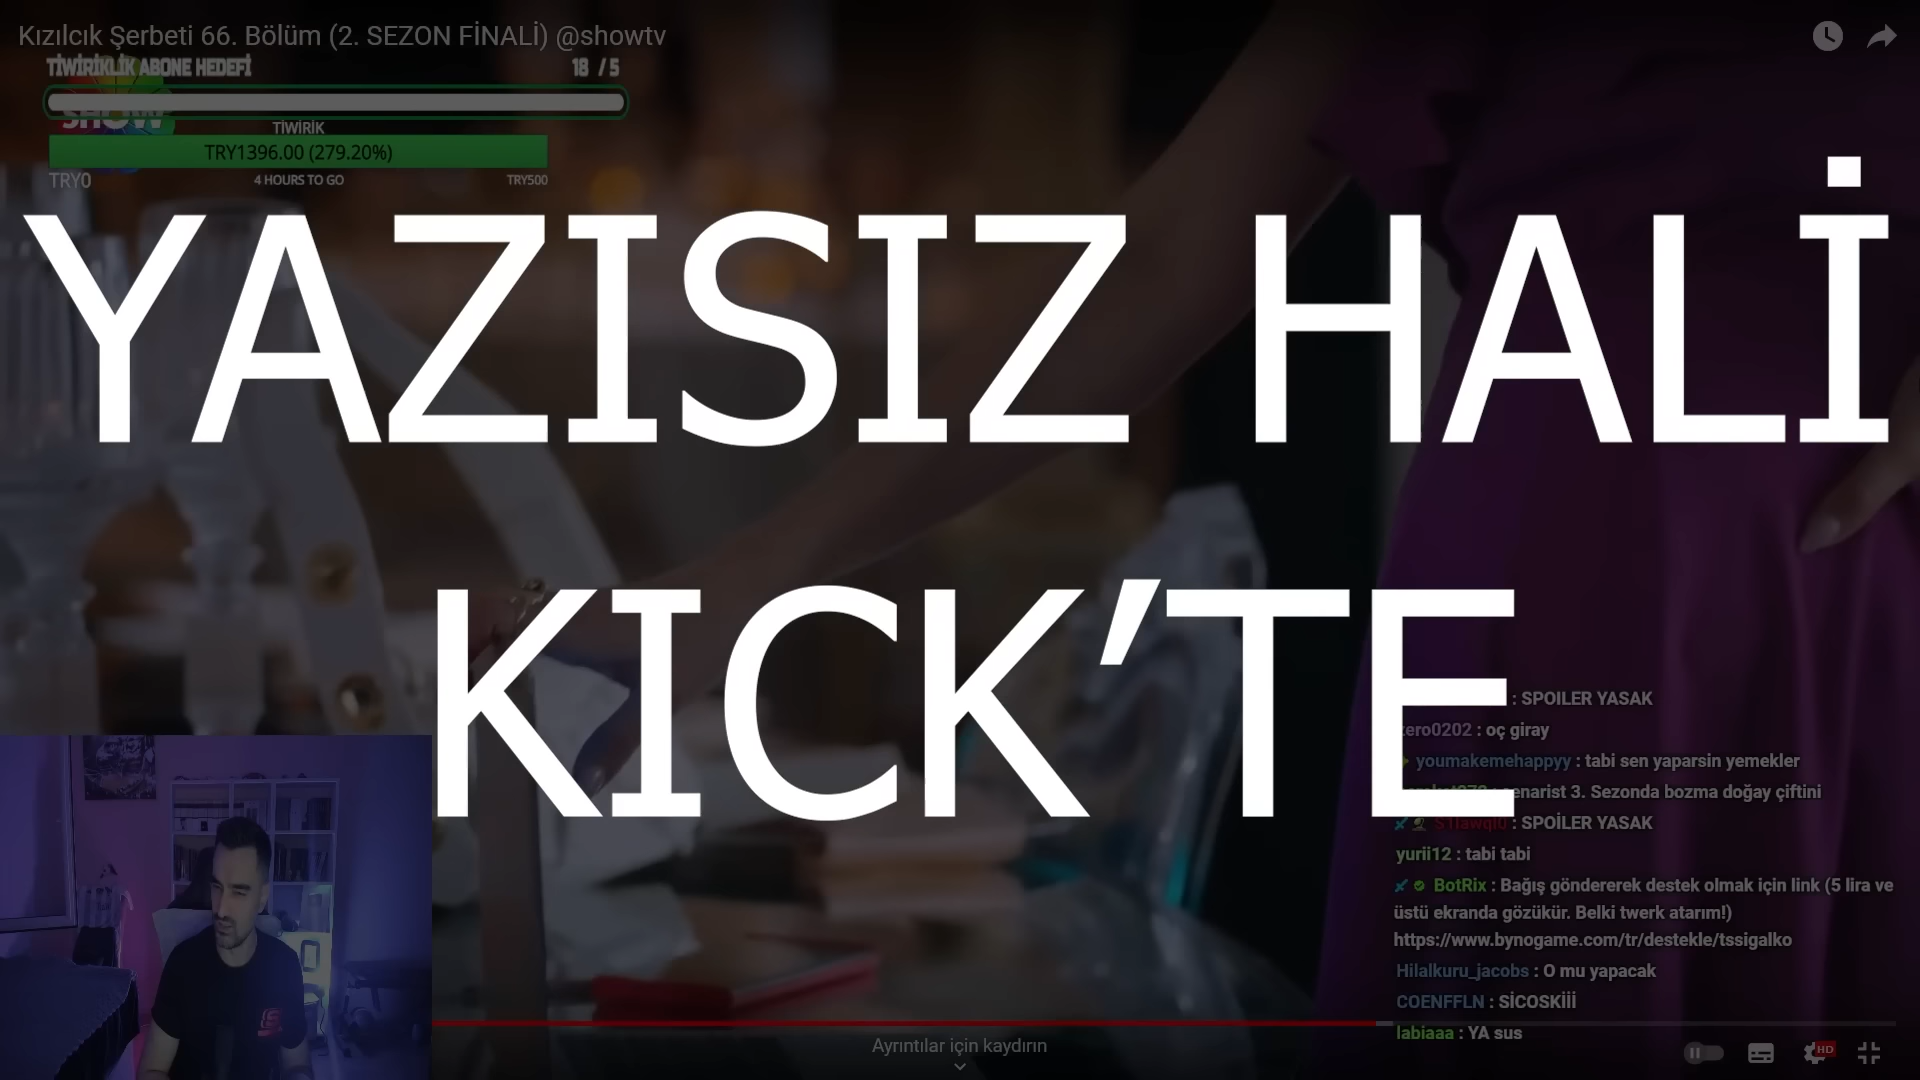 Kızılcık Şerbeti 66. Bölüm (2. SEZON FİNALİ) @showtv
TİWİRİKLİK ABONE HEDEFİ 18 / 5
SHOW
TİWİRİK
TRY1396.00 (279.20%)
TRY0 4 HOURS TO GO TRY500
YAZISIZ HALİ
KICK’TE
: SPOILER YASAK
zero0202 : oç giray
youmakemehappyy : tabi sen yaparsin yemekler
senarist 3. Sezonda bozma doğay çiftini
S1lawqlu : SPOİLER YASAK
yurii12 : tabi tabi
BotRix : Bağış göndererek destek olmak için link (5 lira ve
üstü ekranda gözükür. Belki twerk atarım!)
https://www.bynogame.com/tr/destekle/tssigalko
Hilalkuru_jacobs : O mu yapacak
COENFFLN : SİCOSKİİİ
labiaaa : YA sus
Ayrıntılar için kaydırın
HD